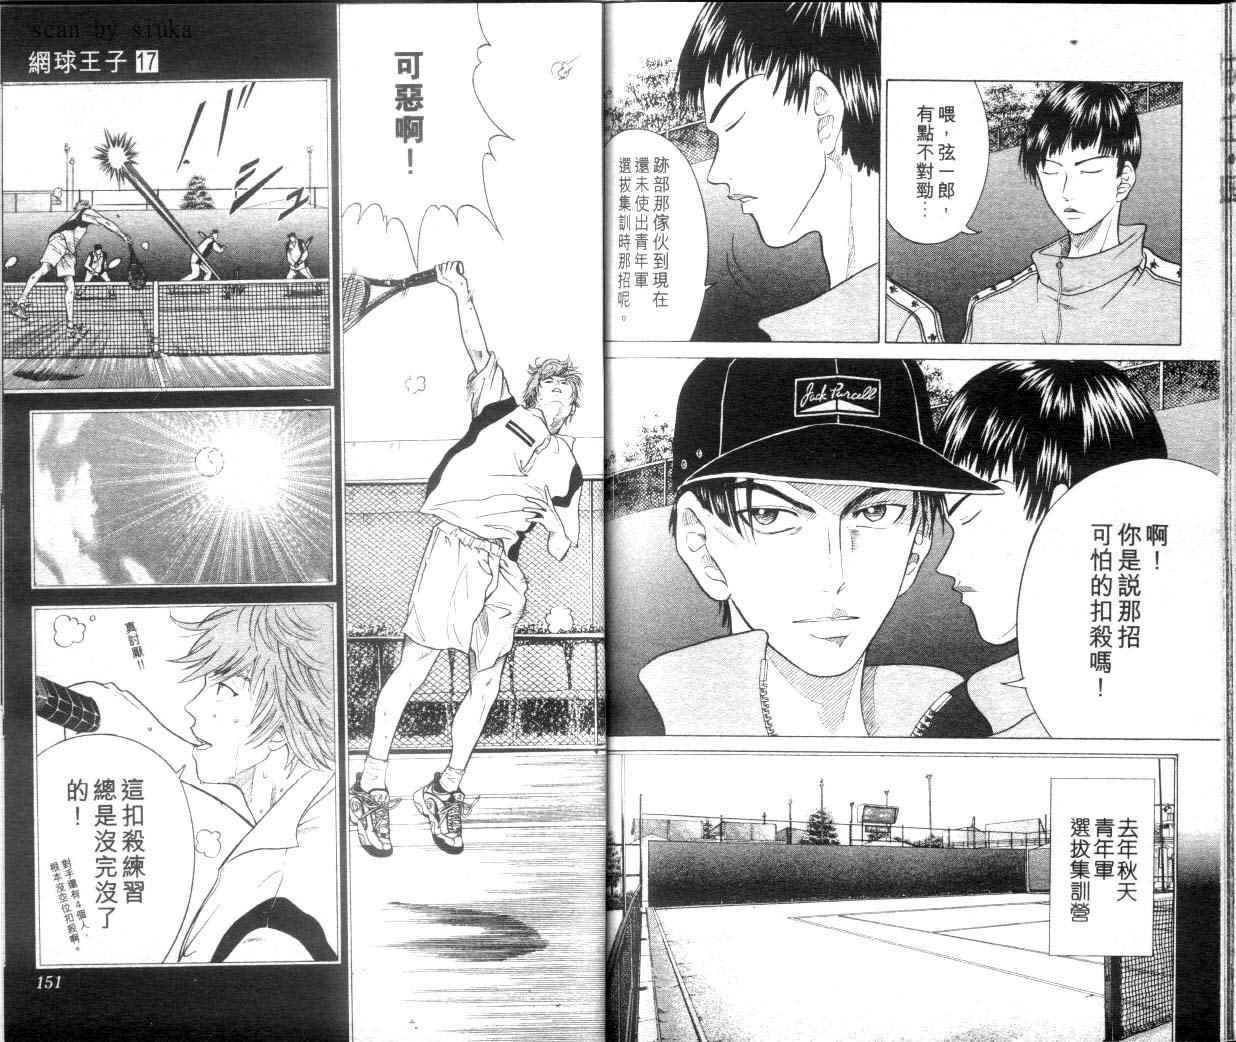 scan by siuka
網球王子 17
喂，弦一郎，
有點不對勁…
跡部那傢伙到現在
還未使出青年軍
選拔集訓時那招呢。
Jack Purcell
啊！
你是說那招
可怕的扣殺嗎！
去年秋天
青年軍
選拔集訓營
可惡啊！
真討厭!!
這扣殺練習
總是沒完沒了
的！
對手還有4個人，
根本沒空位扣殺啊。
151